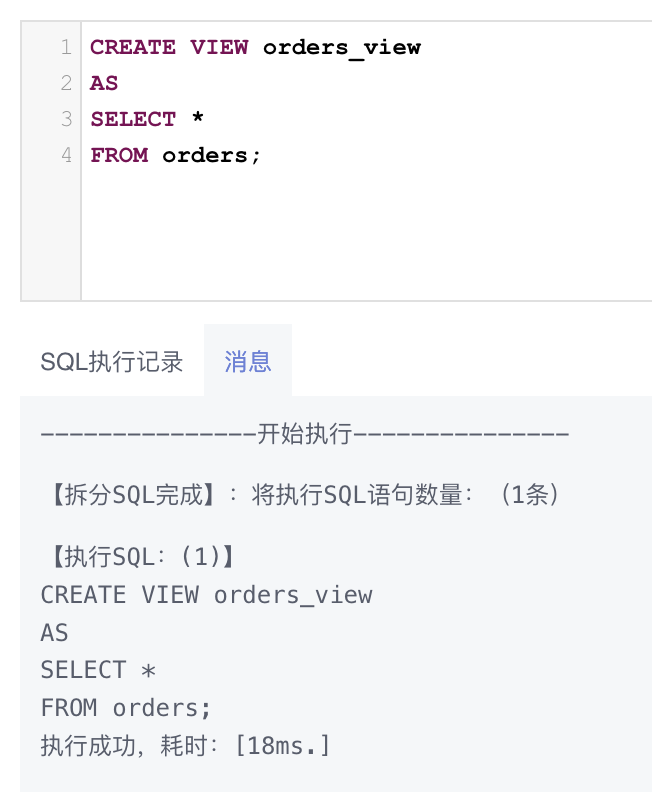 1 CREATE VIEW orders_view
2 AS
3 SELECT *
4 FROM orders;
SQL执行记录 消息
---------------开始执行---------------
【拆分SQL完成】：将执行SQL语句数量：（1条）
【执行SQL：(1)】
CREATE VIEW orders_view
AS
SELECT *
FROM orders;
执行成功，耗时：[18ms.]